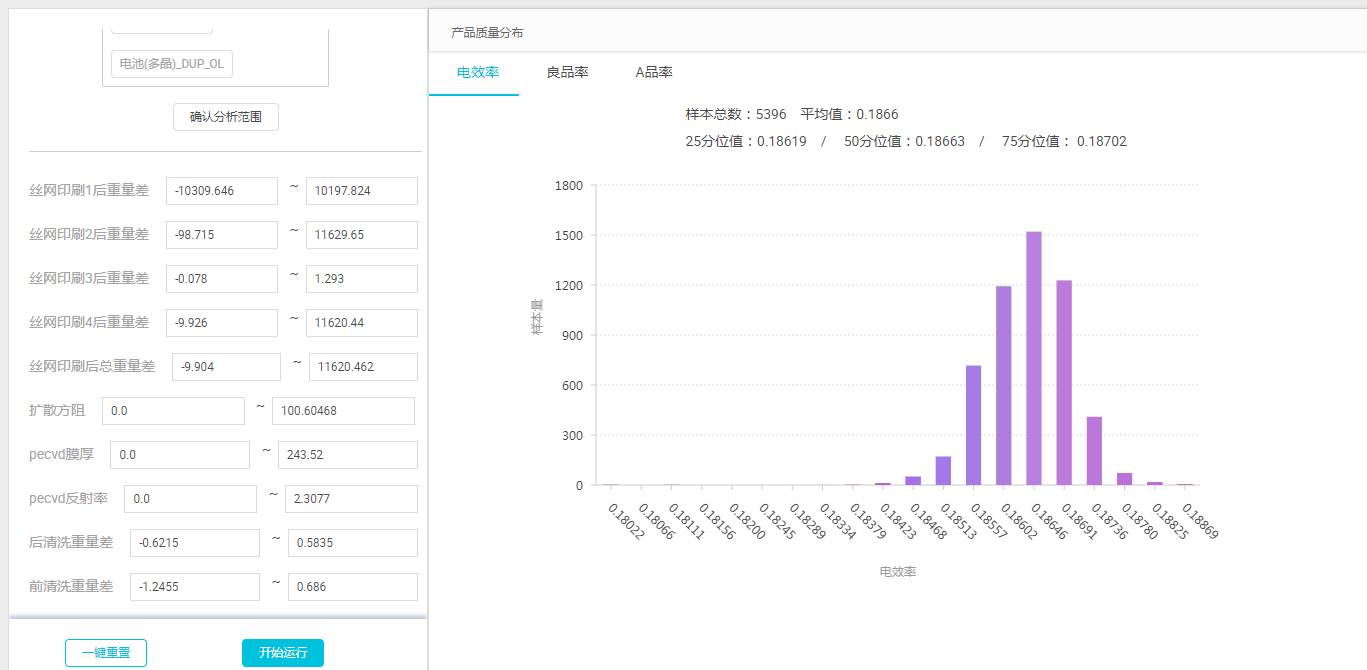 电池(多晶)_DUP_OL
确认分析范围
丝网印刷1后重量差 -10309.646 ~ 10197.824
丝网印刷2后重量差 -98.715 ~ 11629.65
丝网印刷3后重量差 -0.078 ~ 1.293
丝网印刷4后重量差 -9.926 ~ 11620.44
丝网印刷后总重量差 -9.904 ~ 11620.462
扩散方阻 0.0 ~ 100.60468
pecvd膜厚 0.0 ~ 243.52
pecvd反射率 0.0 ~ 2.3077
后清洗重量差 -0.6215 ~ 0.5835
前清洗重量差 -1.2455 ~ 0.686
一键重置 开始运行
产品质量分布
电效率 良品率 A品率
样本总数：5396 平均值：0.1866
25分位值：0.18619 / 50分位值：0.18663 / 75分位值： 0.18702
样本量
1800
1500
1200
900
600
300
0
0.18022 0.18066 0.18111 0.18156 0.18200 0.18245 0.18289 0.18334 0.18379 0.18423 0.18468 0.18513 0.18557 0.18602 0.18646 0.18691 0.18736 0.18780 0.18825 0.18869
电效率